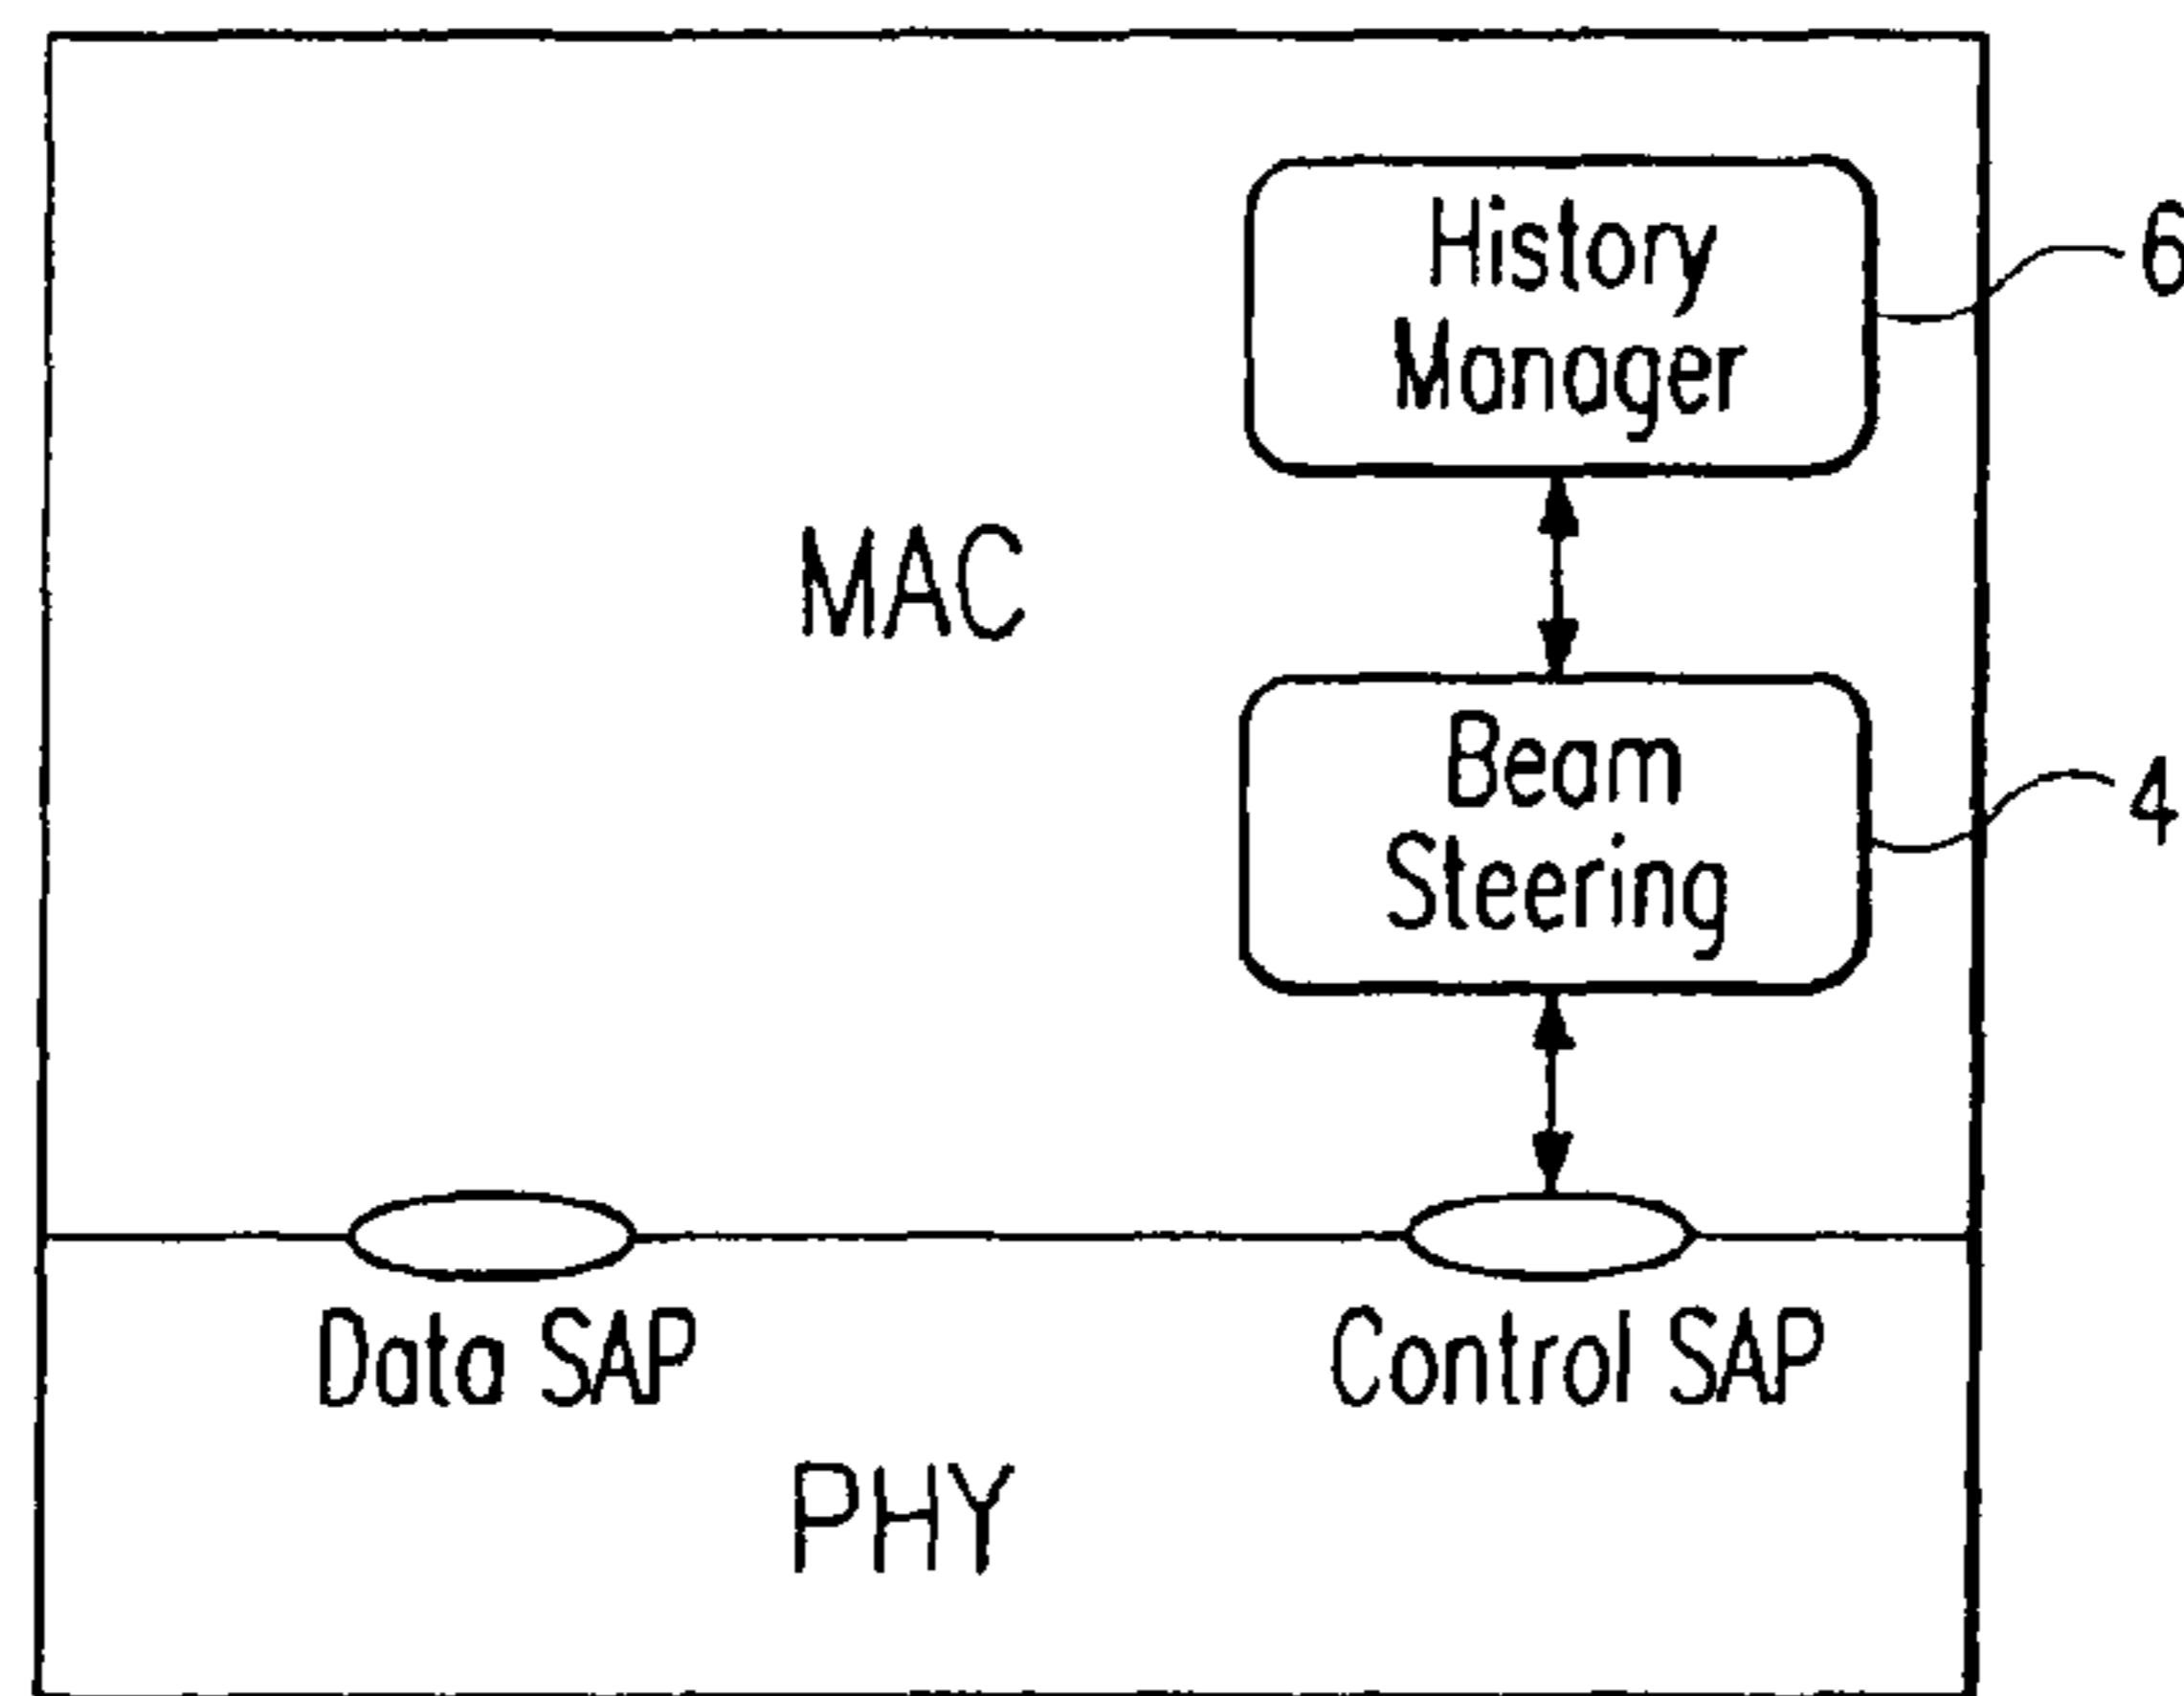 History
Manager
6
MAC
Beam
Steering
4
Data SAP
Control SAP
PHY